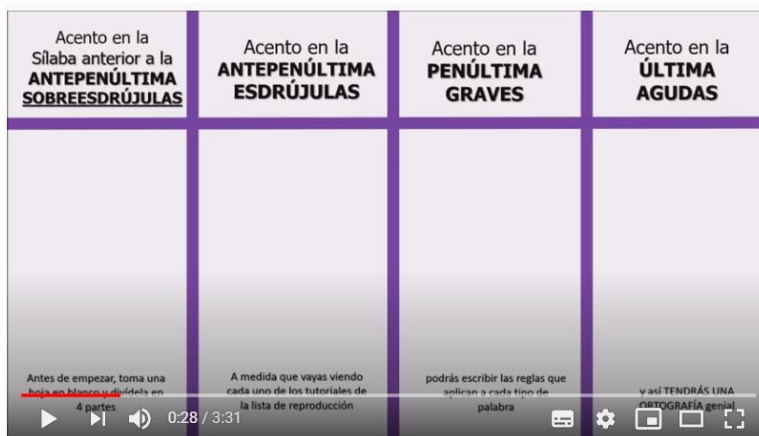 Acento en la
Sílaba anterior a la
ANTEPENÚLTIMA
SOBREESDRÚJULAS
Acento en la
ANTEPENÚLTIMA
ESDRÚJULAS
Acento en la
PENÚLTIMA
GRAVES
Acento en la
ÚLTIMA
AGUDAS
Antes de empezar, toma una
hoja en blanco y divídela en
4 partes
A medida que vayas viendo
cada uno de los tutoriales de
la lista de reproducción
podrás escribir las reglas que
aplican a cada tipo de
palabra
y así TENDRÁS UNA
ORTOGRAFÍA genial
0:28 / 3:31